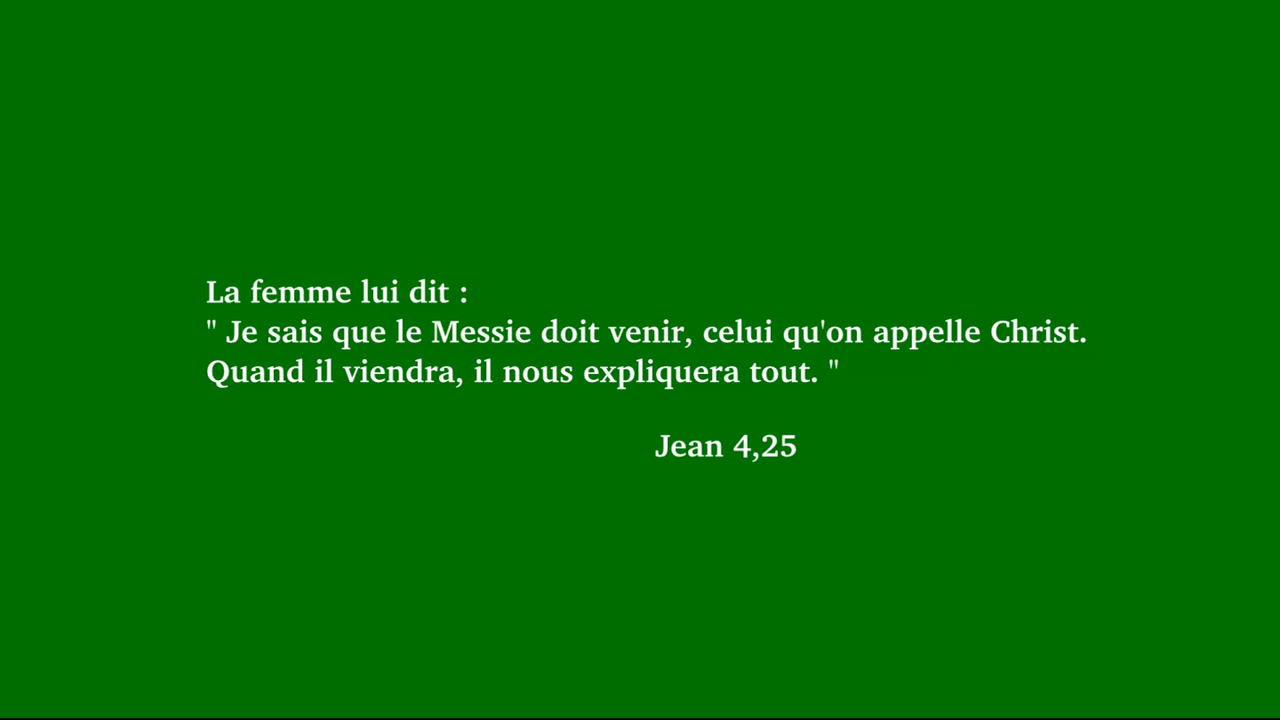 La femme lui dit :
" Je sais que le Messie doit venir, celui qu'on appelle Christ.
Quand il viendra, il nous expliquera tout. "
Jean 4,25